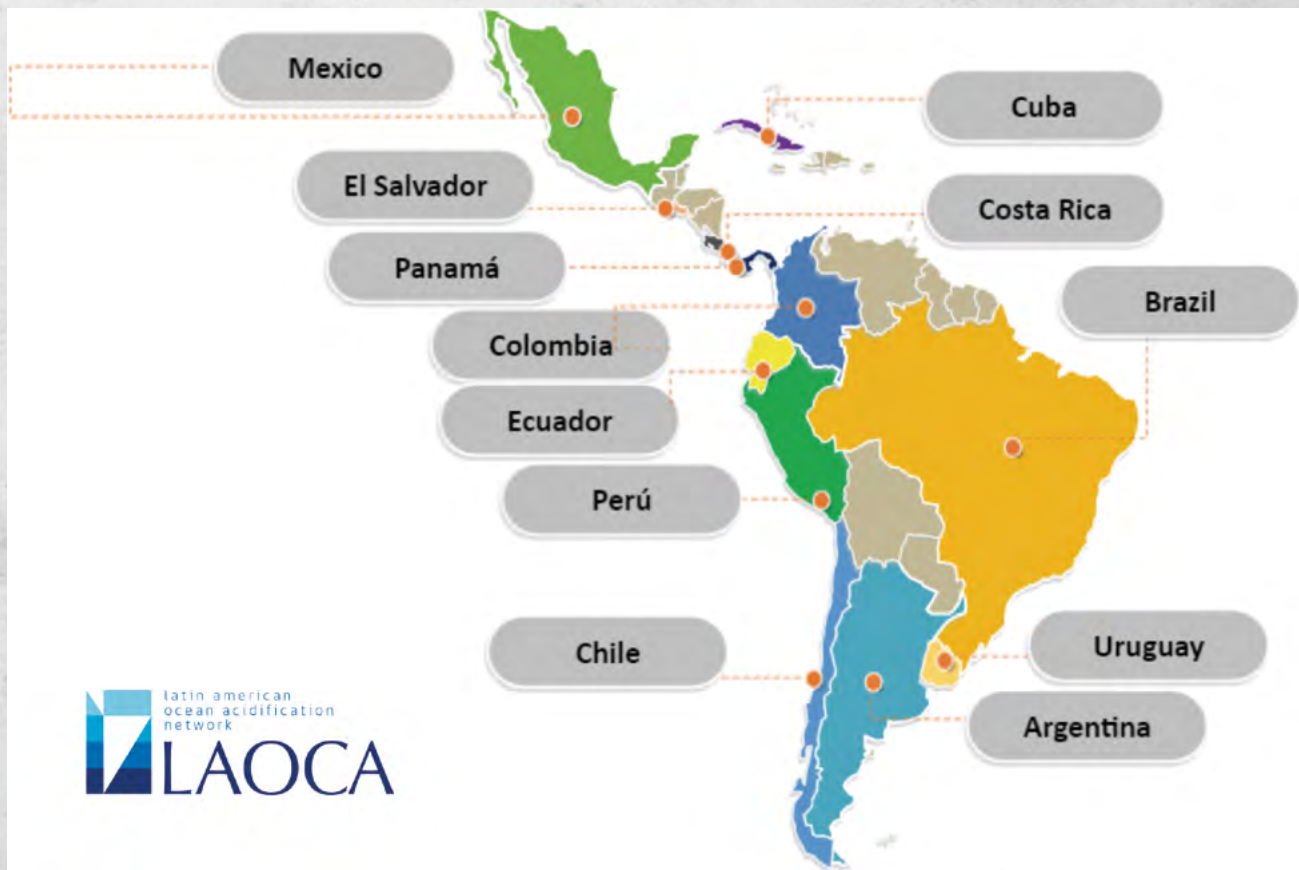 Mexico
Cuba
El Salvador
Costa Rica
Panamá
Brazil
Colombia
Ecuador
Perú
Chile
Uruguay
Argentina
latin american
ocean acidification
network
LAOCA